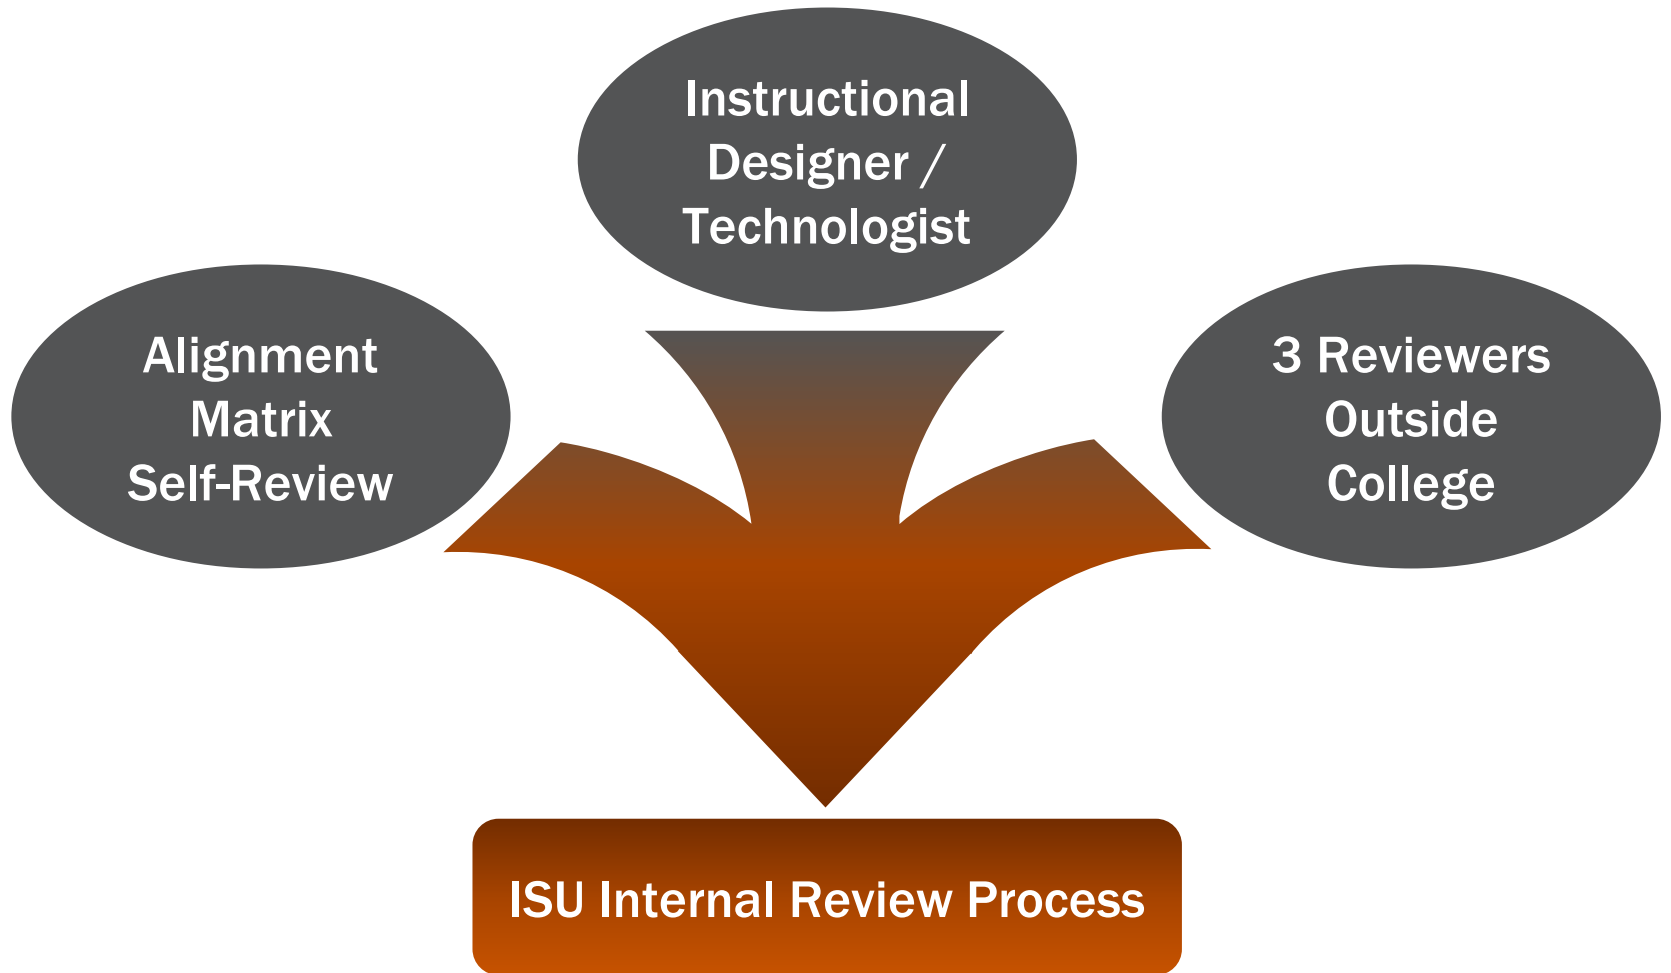 Instructional
Designer /
Technologist
Alignment
Matrix
Self-Review
3 Reviewers
Outside
College
ISU Internal Review Process